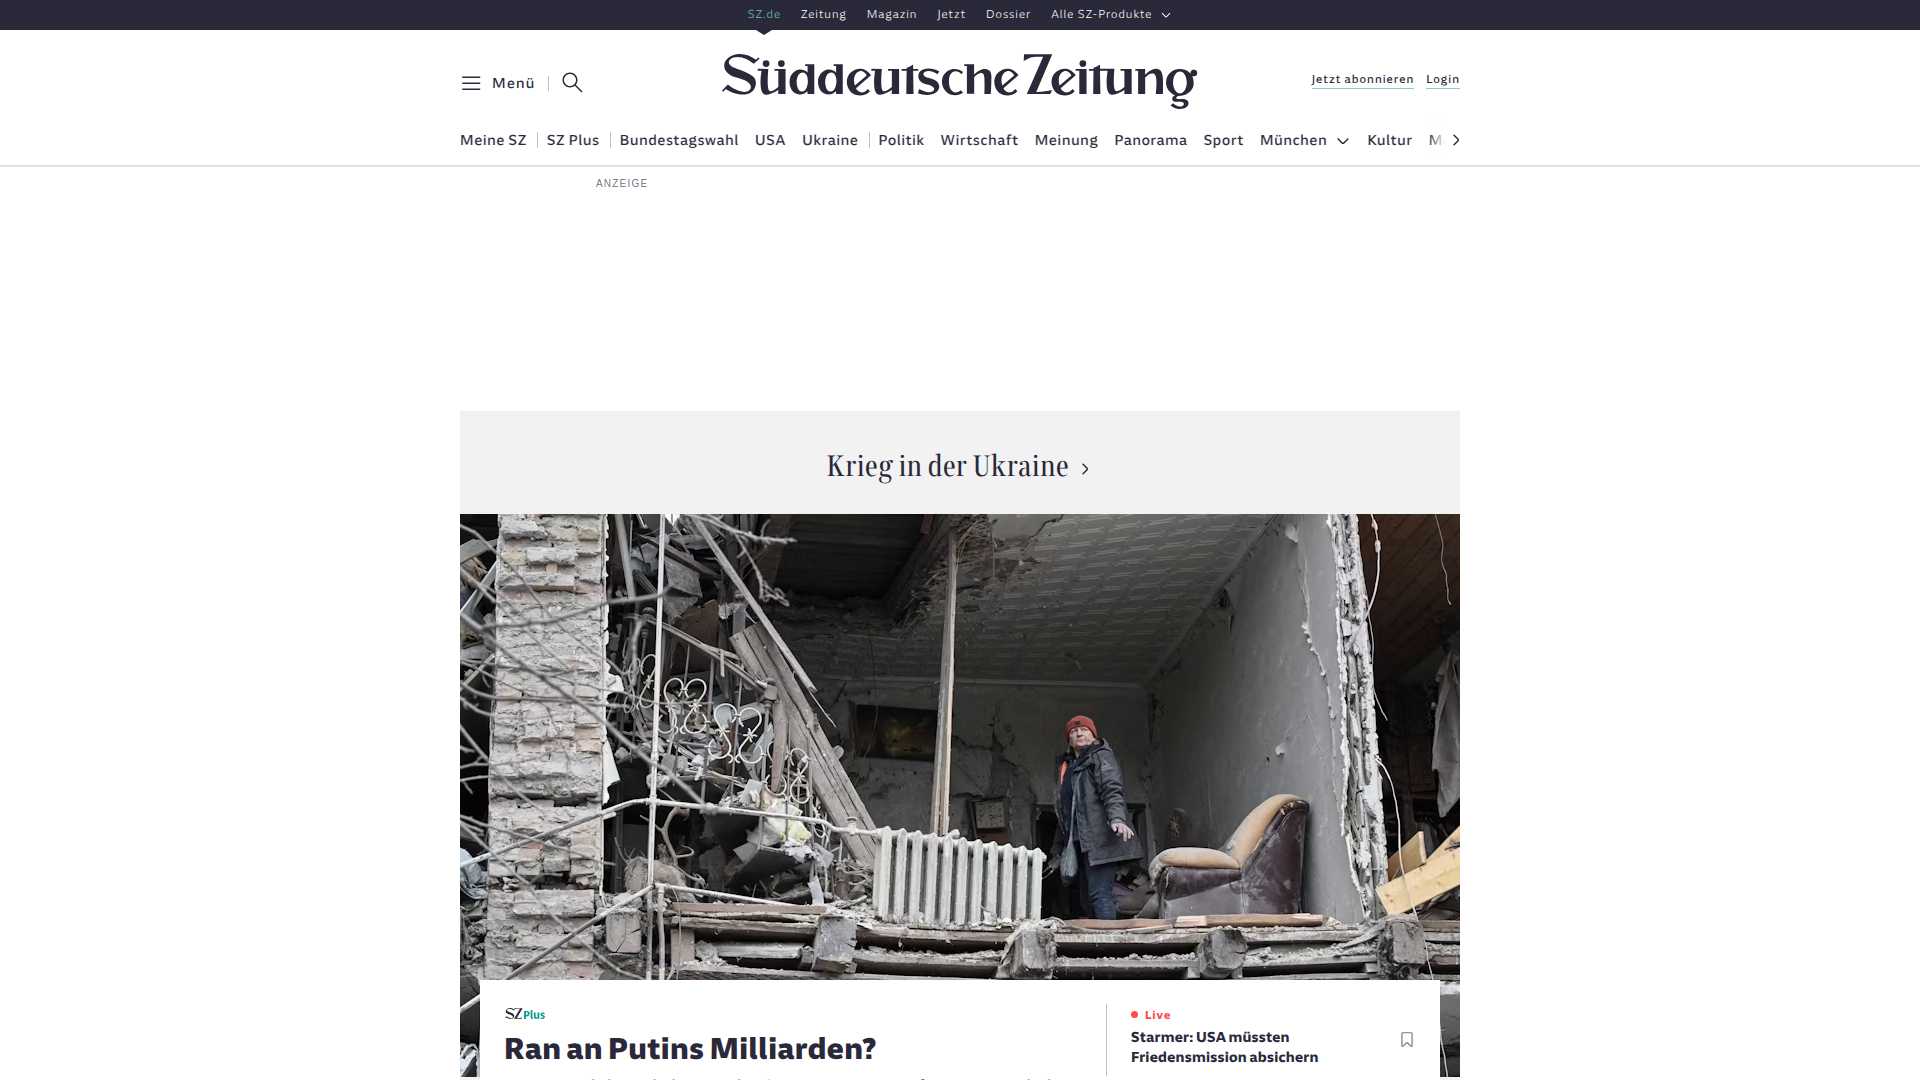 SZ.de Zeitung Magazin Jetzt Dossier Alle SZ-Produkte
Menü
Süddeutsche Zeitung
Jetzt abonnieren Login
Meine SZ SZ Plus Bundestagswahl USA Ukraine Politik Wirtschaft Meinung Panorama Sport München Kultur M
ANZEIGE
Krieg in der Ukraine
SZ Plus
Ran an Putins Milliarden?
Live
Starmer: USA müssten
Friedensmission absichern